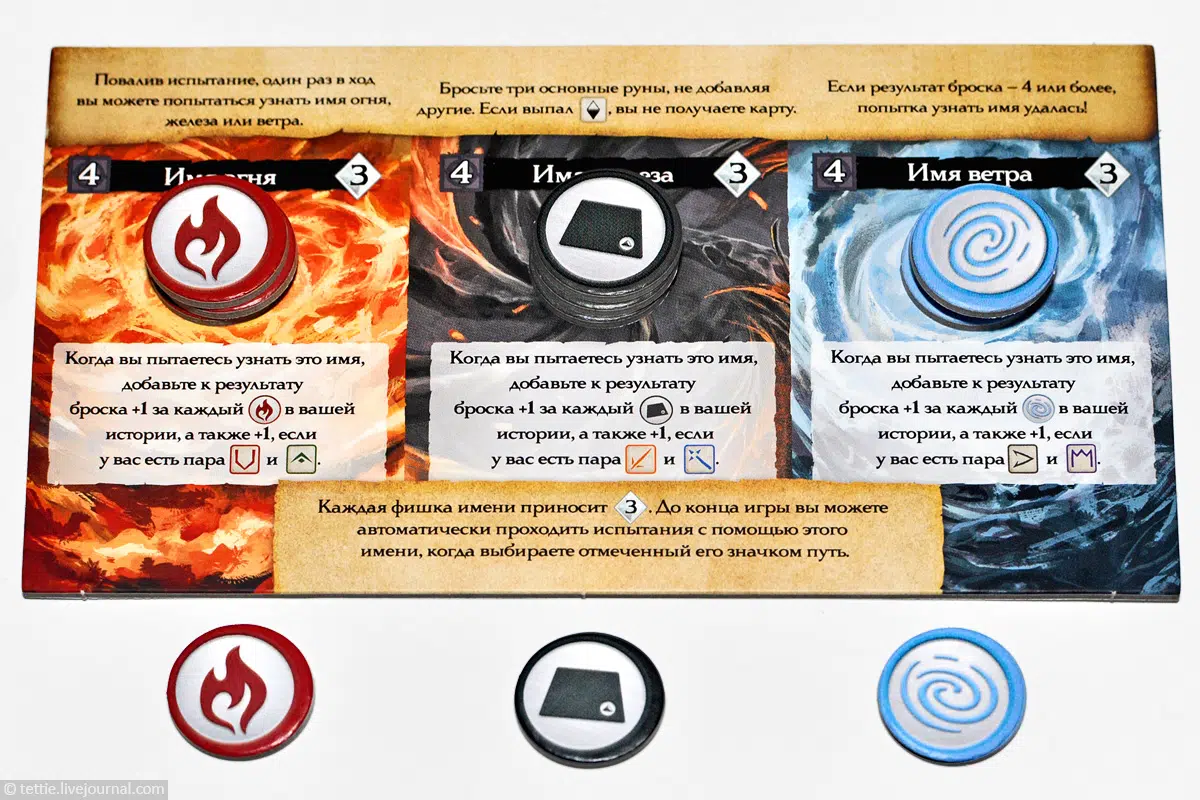 Повалив испытание, один раз в ход
вы можете попытаться узнать имя огня,
железа или ветра.
Бросьте три основные руны, не добавляя
другие. Если выпал , вы не получаете карту.
Если результат броска – 4 или более,
попытка узнать имя удалась!
4 Имя огня 3
4 3
4 Имя ветра 3
Когда вы пытаетесь узнать это имя,
добавьте к результату
броска +1 за каждый в вашей
истории, а также +1, если
у вас есть пара и .
Когда вы пытаетесь узнать это имя,
добавьте к результату
броска +1 за каждый в вашей
истории, а также +1, если
у вас есть пара и .
Когда вы пытаетесь узнать это имя,
добавьте к результату
броска +1 за каждый в вашей
истории, а также +1, если
у вас есть пара и .
Каждая фишка имени приносит 3 . До конца игры вы можете
автоматически проходить испытания с помощью этого
имени, когда выбираете отмеченный его значком путь.
© tettie.livejournal.com